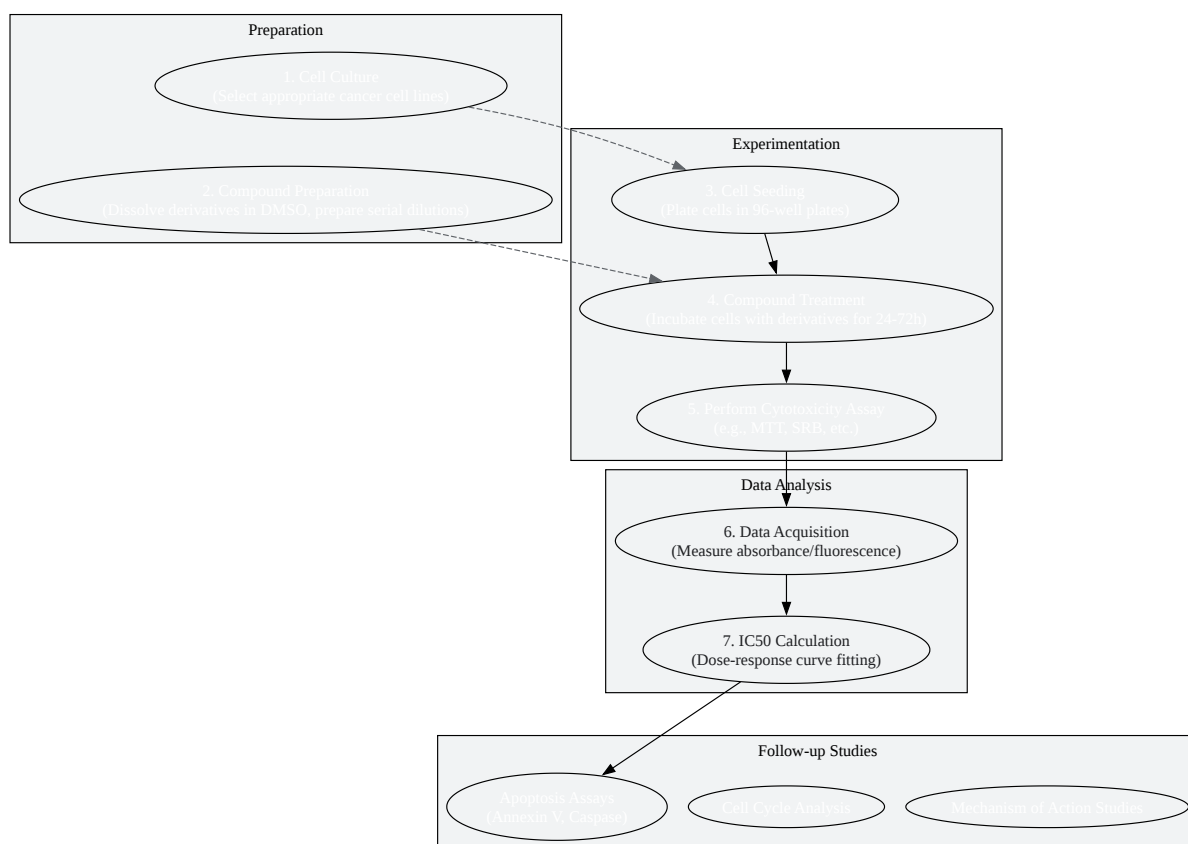 Preparation
1. Cell Culture
(Select appropriate cancer cell lines)
2. Compound Preparation
(Dissolve derivatives in DMSO, prepare serial dilutions)
Experimentation
3. Cell Seeding
(Plate cells in 96-well plates)
4. Compound Treatment
(Incubate cells with derivatives for 24-72h)
5. Perform Cytotoxicity Assay
(e.g., MTT, SRB, etc.)
Data Analysis
6. Data Acquisition
(Measure absorbance/fluorescence)
7. IC50 Calculation
(Dose-response curve fitting)
Follow-up Studies
Apoptosis Assays
(Annexin V, Caspase)
Cell Cycle Analysis
Mechanism of Action Studies